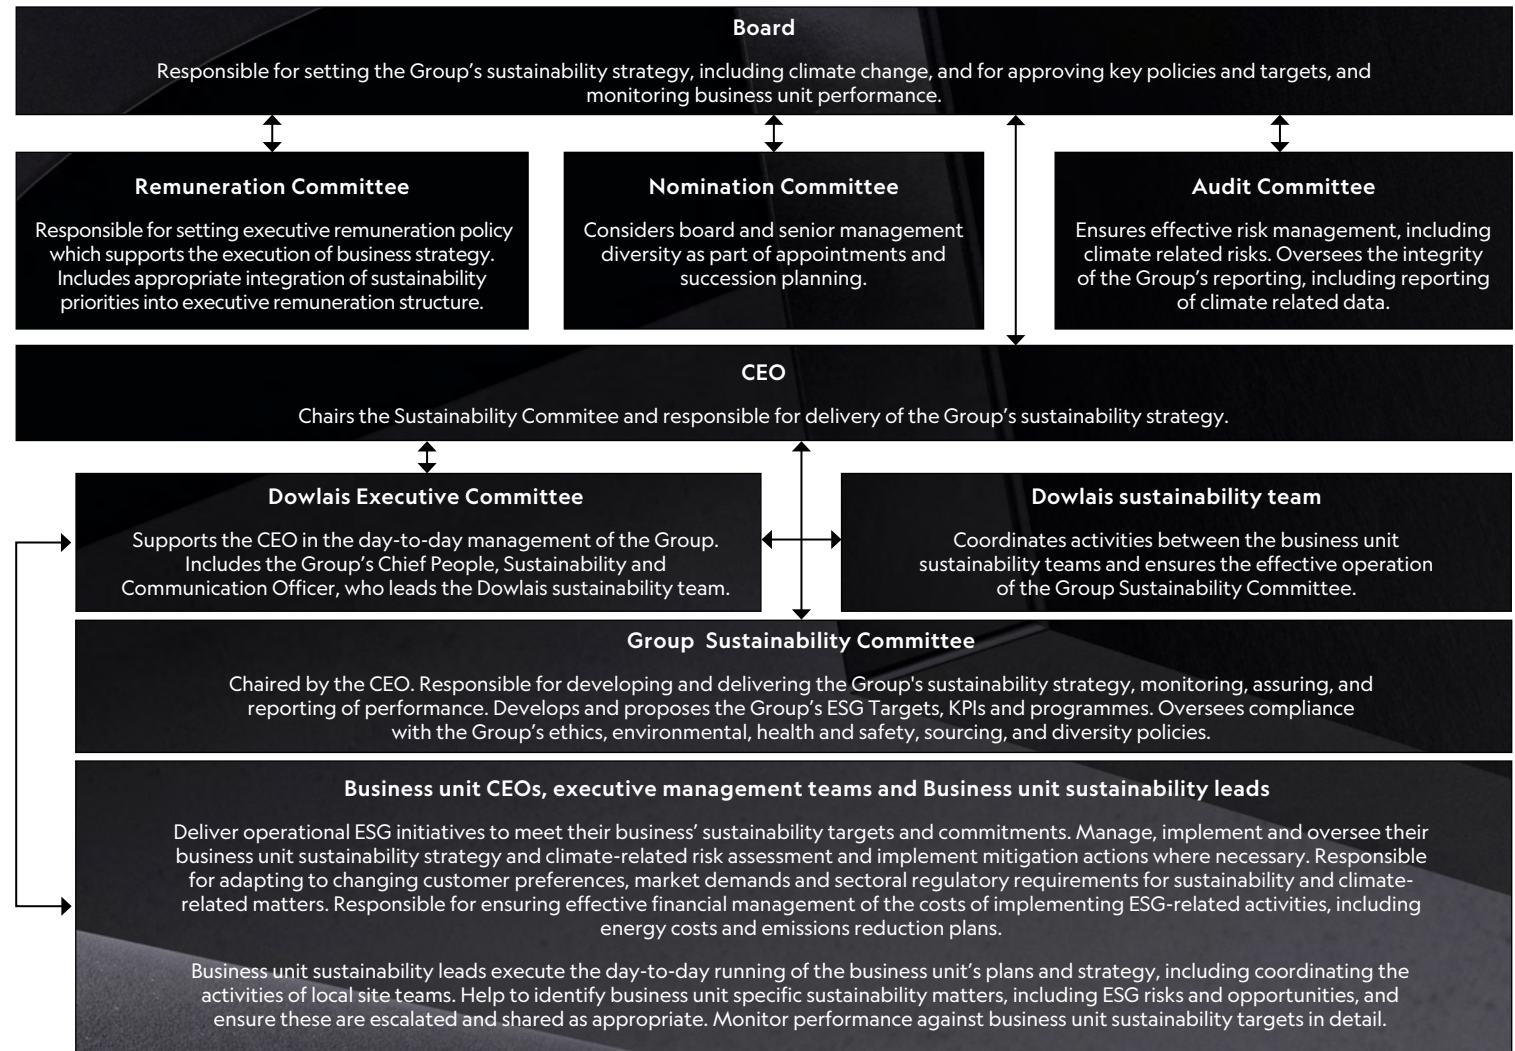 Board
Responsible for setting the Group’s sustainability strategy, including climate change, and for approving key policies and targets, and
monitoring business unit performance.
Remuneration Committee
Responsible for setting executive remuneration policy
which supports the execution of business strategy.
Includes appropriate integration of sustainability
priorities into executive remuneration structure.
Nomination Committee
Considers board and senior management
diversity as part of appointments and
succession planning.
Audit Committee
Ensures effective risk management, including
climate related risks. Oversees the integrity
of the Group’s reporting, including reporting
of climate related data.
CEO
Chairs the Sustainability Commitee and responsible for delivery of the Group’s sustainability strategy.
Dowlais Executive Committee
Supports the CEO in the day-to-day management of the Group.
Includes the Group’s Chief People, Sustainability and
Communication Officer, who leads the Dowlais sustainability team.
Dowlais sustainability team
Coordinates activities between the business unit
sustainability teams and ensures the effective operation
of the Group Sustainability Committee.
Group Sustainability Committee
Chaired by the CEO. Responsible for developing and delivering the Group's sustainability strategy, monitoring, assuring, and
reporting of performance. Develops and proposes the Group’s ESG Targets, KPIs and programmes. Oversees compliance
with the Group’s ethics, environmental, health and safety, sourcing, and diversity policies.
Business unit CEOs, executive management teams and Business unit sustainability leads
Deliver operational ESG initiatives to meet their business’ sustainability targets and commitments. Manage, implement and oversee their
business unit sustainability strategy and climate-related risk assessment and implement mitigation actions where necessary. Responsible
for adapting to changing customer preferences, market demands and sectoral regulatory requirements for sustainability and climate-
related matters. Responsible for ensuring effective financial management of the costs of implementing ESG-related activities, including
energy costs and emissions reduction plans.
Business unit sustainability leads execute the day-to-day running of the business unit’s plans and strategy, including coordinating the
activities of local site teams. Help to identify business unit specific sustainability matters, including ESG risks and opportunities, and
ensure these are escalated and shared as appropriate. Monitor performance against business unit sustainability targets in detail.